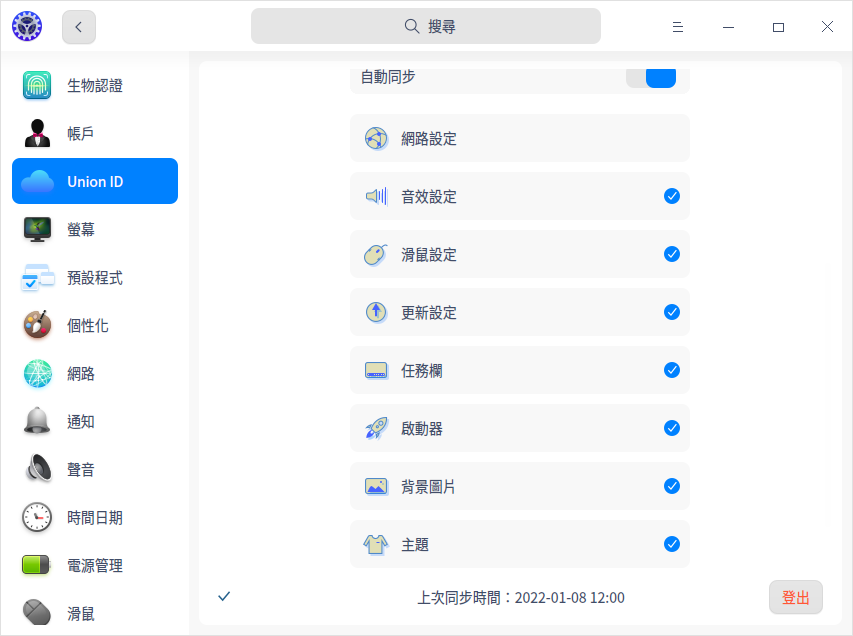 搜尋
生物認證
帳戶
Union ID
螢幕
預設程式
個性化
網路
通知
聲音
時間日期
電源管理
滑鼠
自動同步
網路設定
音效設定
滑鼠設定
更新設定
任務欄
啟動器
背景圖片
主題
上次同步時間：2022-01-08 12:00
登出